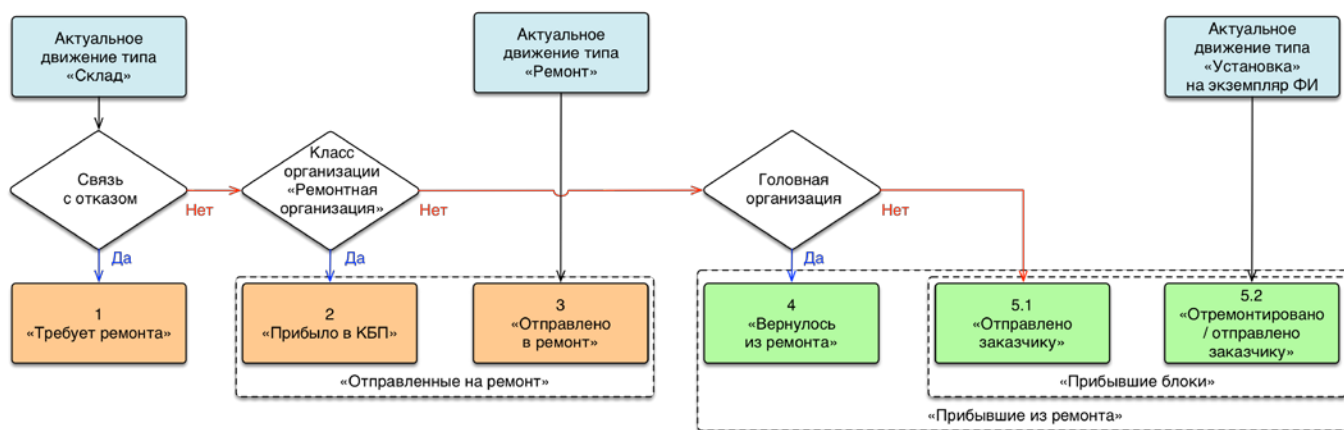 Актуальное
движение типа
«Склад»
Актуальное
движение типа
«Ремонт»
Актуальное
движение типа
«Установка»
на экземпляр ФИ
Связь
с отказом
Нет
Да
Класс
организации
«Ремонтная
организация»
Нет
Да
Головная
организация
Нет
Да
1
«Требует ремонта»
2
«Прибыло в КБП»
3
«Отправлено
в ремонт»
4
«Вернулось
из ремонта»
5.1
«Отправлено
заказчику»
5.2
«Отремонтировано
/ отправлено
заказчику»
«Отправленные на ремонт»
«Прибывшие блоки»
«Прибывшие из ремонта»